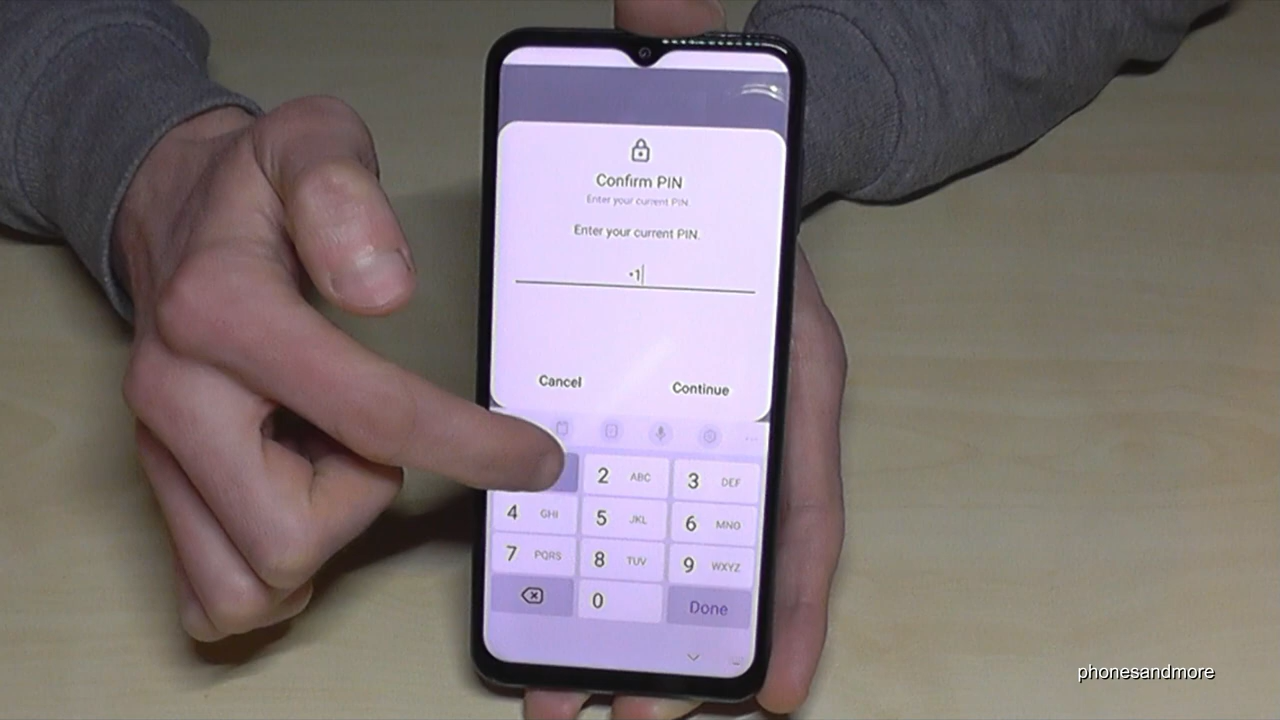 Confirm PIN
Enter your current PIN.
Enter your current PIN.
•1
Cancel
Continue
2 ABC
3 DEF
4 GHI
5 JKL
6 MNO
7 PQRS
8 TUV
9 WXYZ
0
Done
phonesandmore